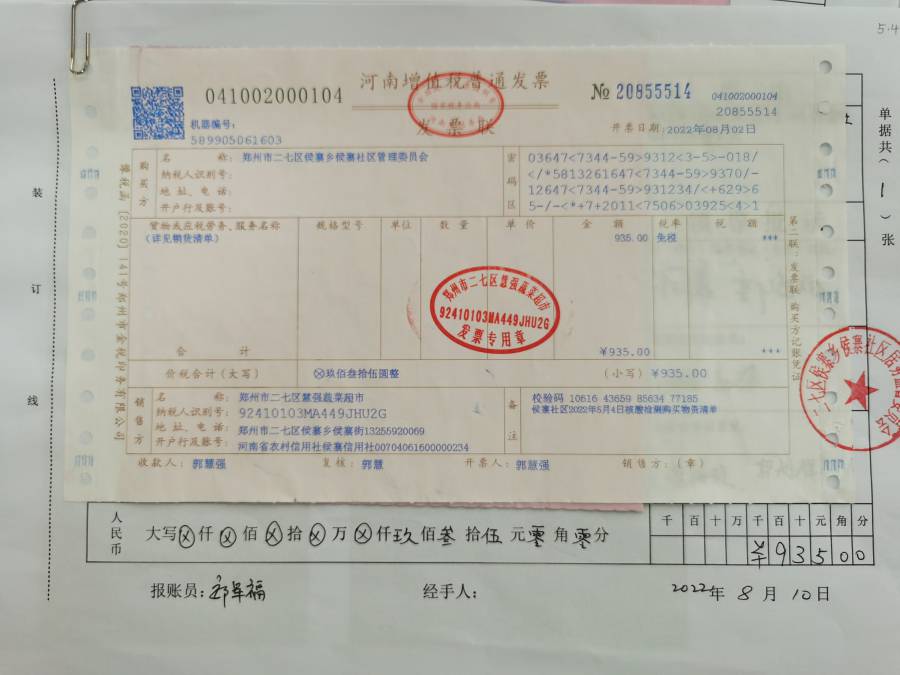 5.4
河南增值税普通发票
发票联
041002000104
№ 20855514
041002000104
20855514
机器编号:
589905061603
开票日期:2022年08月02日
购买方
名称: 郑州市二七区侯寨乡侯寨社区管理委员会
纳税人识别号:
地址、电话:
开户行及账号:
密码区
03647<7344-59>9312<3-5>-018/
</*5813261647<7344-59>9370/-
-12647<7344-59>931234/<+629>6
65-/-<*+7+2011<7506>03925<4>1
货物或应税劳务、服务名称 规格型号 单位 数量 单价 金额 税率 税额
(详见销货清单) 935.00 免税 ***
合计 ¥935.00 ***
价税合计(大写) ⊗玖佰叁拾伍圆整 (小写) ¥935.00
销售方
名称: 郑州市二七区慧强蔬菜超市
纳税人识别号: 92410103MA449JHU2G
地址、电话: 郑州市二七区侯寨乡侯寨街13255920069
开户行及账号: 河南省农村信用社侯寨信用社00704061600000234
备注
校验码 10616 43659 85634 77185
侯寨社区2022年5月4日核酸检测购买物资清单
收款人: 郭慧强 复核: 郭慧 开票人: 郭慧强 销售方:(章)
郑州市二七区慧强蔬菜超市
92410103MA449JHU2G
发票专用章
第二联:发票联 购买方记账凭证
装订线
单据共(1)张
人民币 大写⊗仟⊗佰⊗拾⊗万⊗仟玖佰叁拾伍元零角零分
千 百 十 万 千 百 十 元 角 分
¥ 9 3 5 0 0
报账员: 经手人: 2022年8月10日